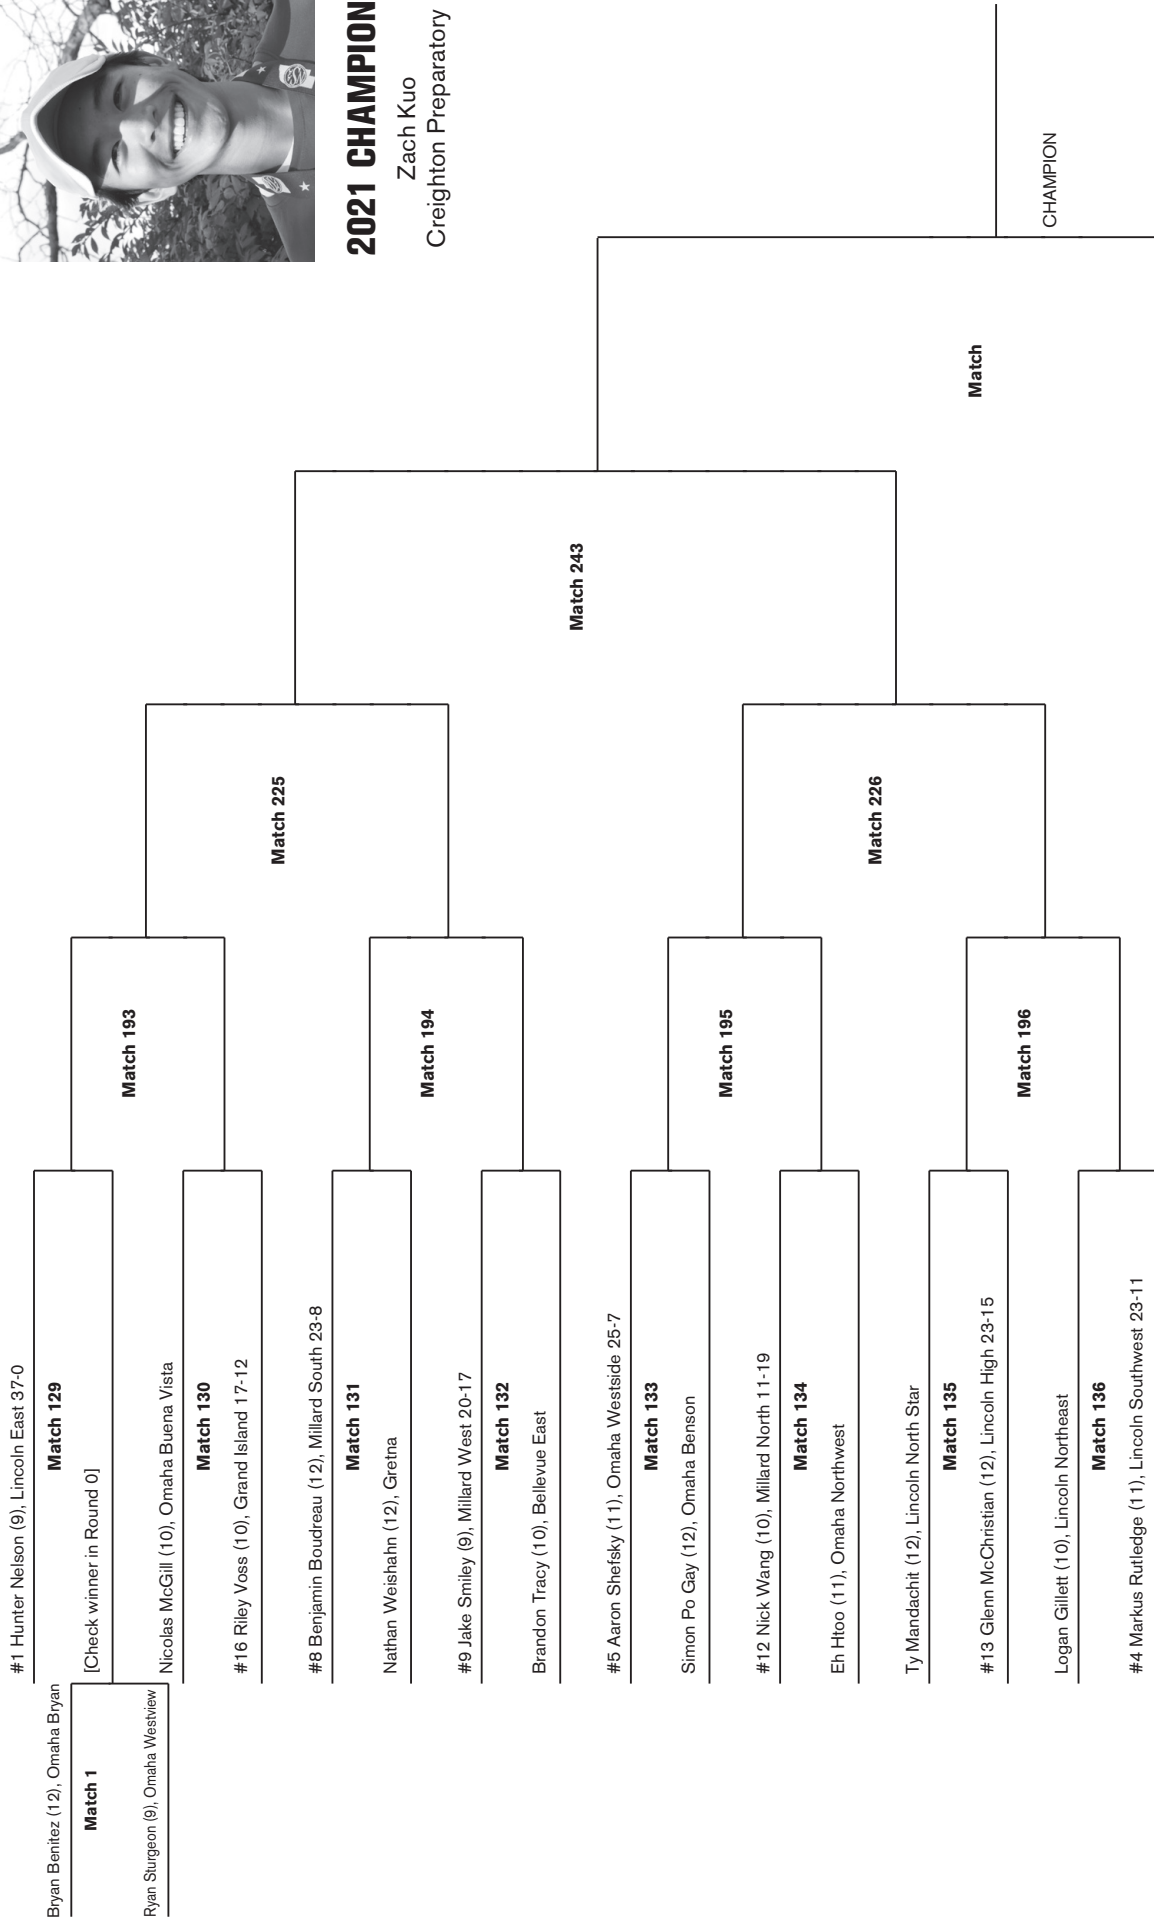 2021 CHAMPION
Zach Kuo
Creighton Preparatory
Bryan Benitez (12), Omaha Bryan
Match 1
Ryan Sturgeon (9), Omaha Westview
#1 Hunter Nelson (9), Lincoln East 37-0
Match 129
[Check winner in Round 0]
Nicolas McGill (10), Omaha Buena Vista
Match 130
#16 Riley Voss (10), Grand Island 17-12
#8 Benjamin Boudreau (12), Millard South 23-8
Match 131
Nathan Weishahn (12), Gretna
#9 Jake Smiley (9), Millard West 20-17
Match 132
Brandon Tracy (10), Bellevue East
#5 Aaron Shefsky (11), Omaha Westside 25-7
Match 133
Simon Po Gay (12), Omaha Benson
#12 Nick Wang (10), Millard North 11-19
Match 134
Eh Htoo (11), Omaha Northwest
Ty Mandachit (12), Lincoln North Star
Match 135
#13 Glenn McChristian (12), Lincoln High 23-15
Logan Gillett (10), Lincoln Northeast
Match 136
#4 Markus Rutledge (11), Lincoln Southwest 23-11
Match 193
Match 194
Match 195
Match 196
Match 225
Match 226
Match 243
Match
CHAMPION